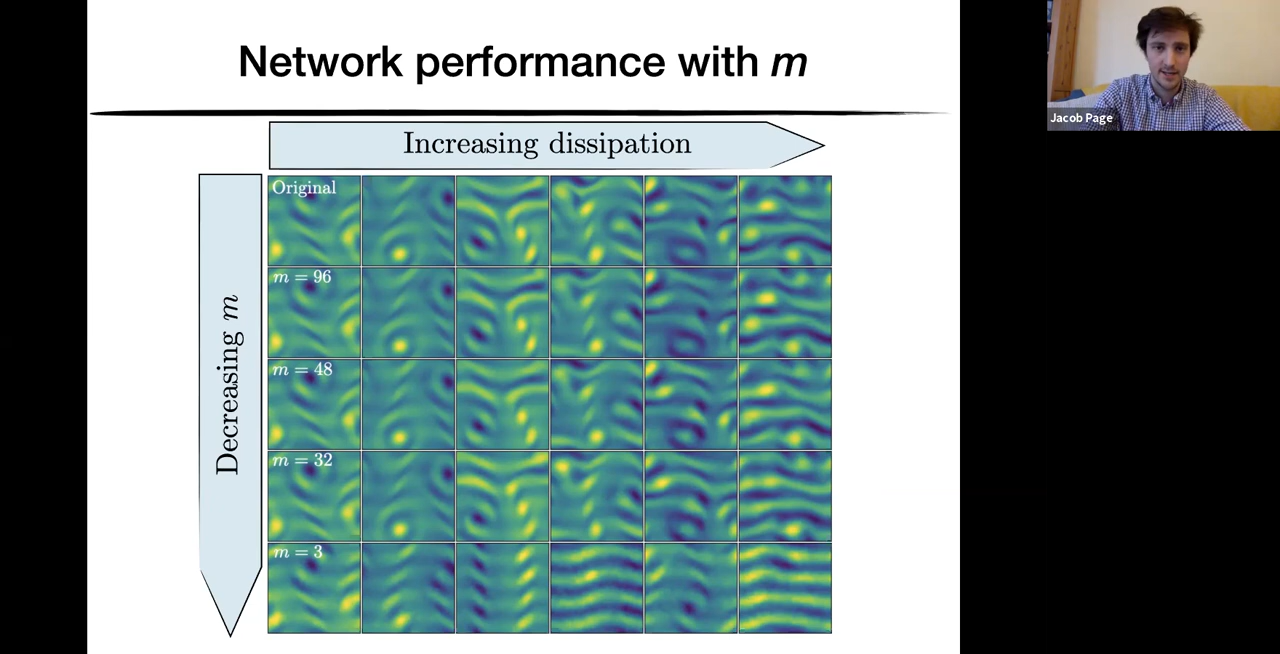 Network performance with m
Jacob Page
Increasing dissipation
Decreasing m
Original
m = 96
m = 48
m = 32
m = 3